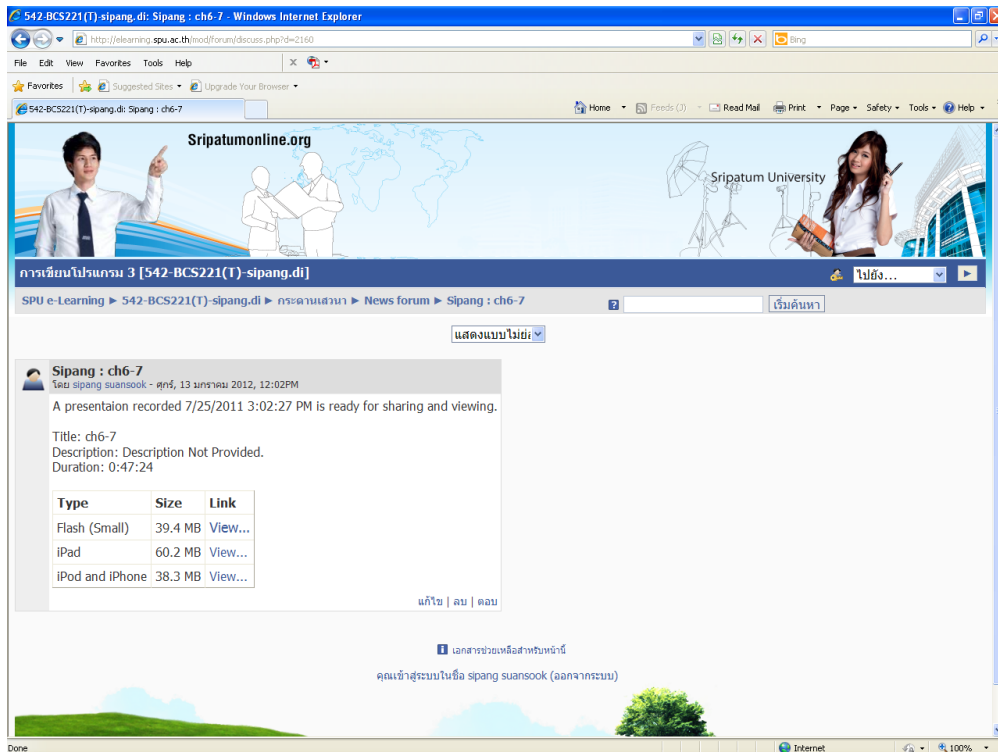 542-BCS221(T)-sipang.di: Sipang : ch6-7 - Windows Internet Explorer
http://elearning.spu.ac.th/mod/forum/discuss.php?d=2160
Bing
File Edit View Favorites Tools Help
X
Favorites Suggested Sites Upgrade Your Browser
542-BCS221(T)-sipang.di: Sipang : ch6-7
Home Feeds (J) Read Mail Print Page Safety Tools Help
Sripatumonline.org
Sripatum University
การเขียนโปรแกรม 3 [542-BCS221(T)-sipang.di]
ไปยัง...
SPU e-Learning ► 542-BCS221(T)-sipang.di ► กระดานเสวนา ► News forum ► Sipang : ch6-7
เริ่มค้นหา
แสดงแบบไม่ย่อ
Sipang : ch6-7
โดย sipang suansook - ศุกร์, 13 มกราคม 2012, 12:02PM
A presentaion recorded 7/25/2011 3:02:27 PM is ready for sharing and viewing.
Title: ch6-7
Description: Description Not Provided.
Duration: 0:47:24
Type Size Link
Flash (Small) 39.4 MB View...
iPad 60.2 MB View...
iPod and iPhone 38.3 MB View...
แก้ไข | ลบ | ตอบ
เอกสารช่วยเหลือสำหรับหน้านี้
คุณเข้าสู่ระบบในชื่อ sipang suansook (ออกจากระบบ)
Done
Internet
100%